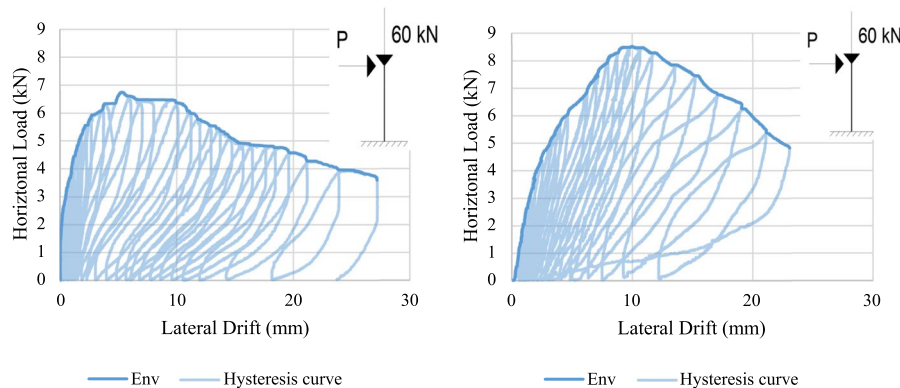 9
8
7
6
5
4
3
2
1
0
Horiztonal Load (kN)
P
60 kN
0 10 20 30
Lateral Drift (mm)
Env Hysteresis curve
9
8
7
6
5
4
3
2
1
0
Horiztonal Load (kN)
P
60 kN
0 10 20 30
Lateral Drift (mm)
Env Hysteresis curve